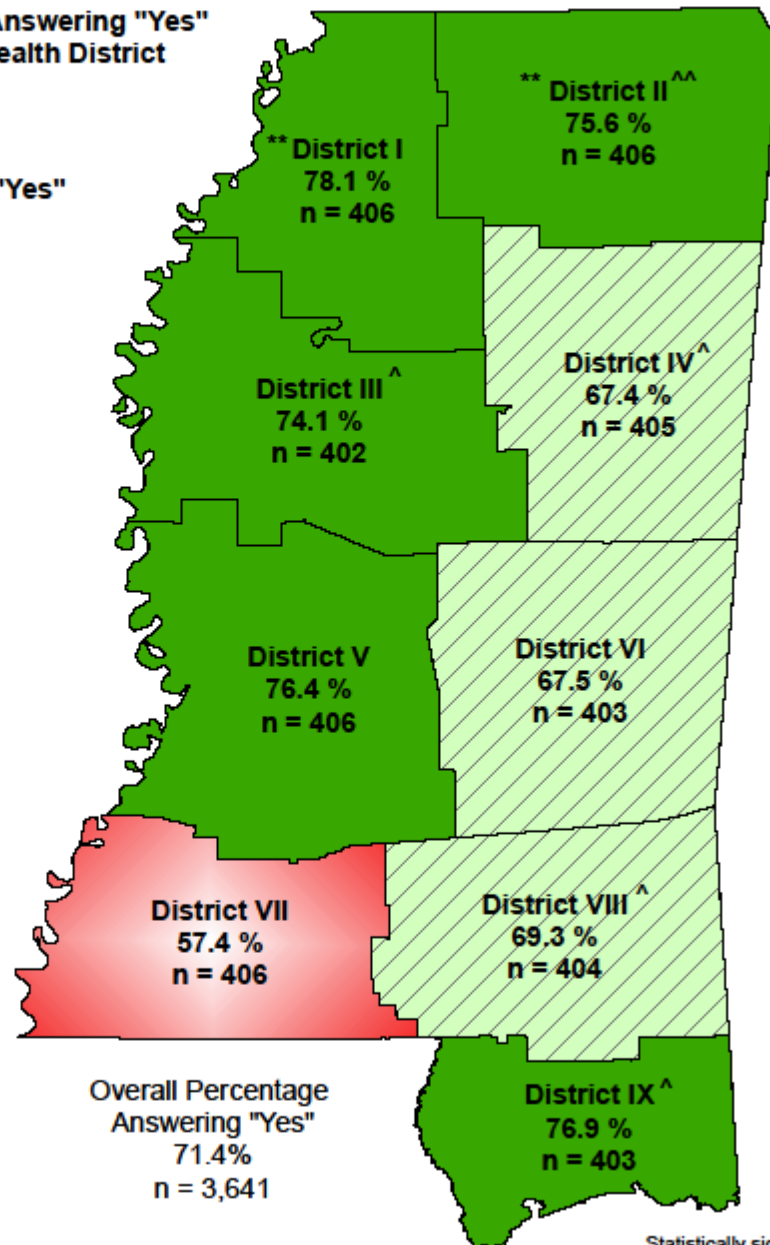 Answering "Yes"
ealth District
"Yes"
** District II ^^
75.6 %
n = 406
** District I
78.1 %
n = 406
District III ^
74.1 %
n = 402
District IV ^
67.4 %
n = 405
District V
76.4 %
n = 406
District VI
67.5 %
n = 403
District VII
57.4 %
n = 406
District VIII ^
69.3 %
n = 404
District IX ^
76.9 %
n = 403
Overall Percentage
Answering "Yes"
71.4%
n = 3,641
Statistically sig